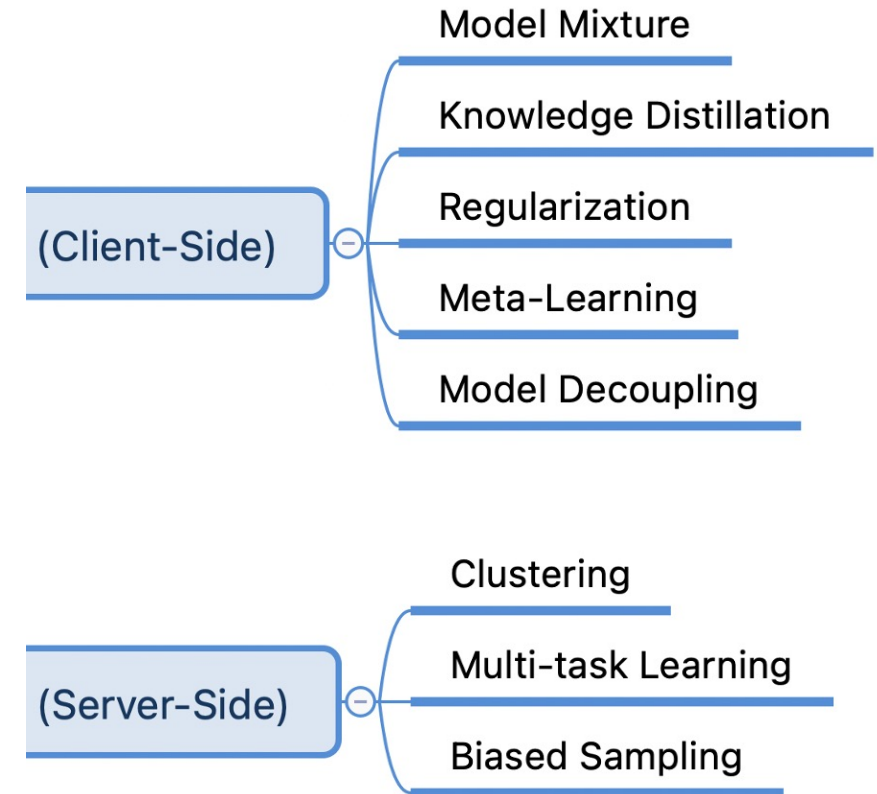 Model Mixture
Knowledge Distillation
Regularization
(Client-Side)
Meta-Learning
Model Decoupling
Clustering
Multi-task Learning
(Server-Side)
Biased Sampling